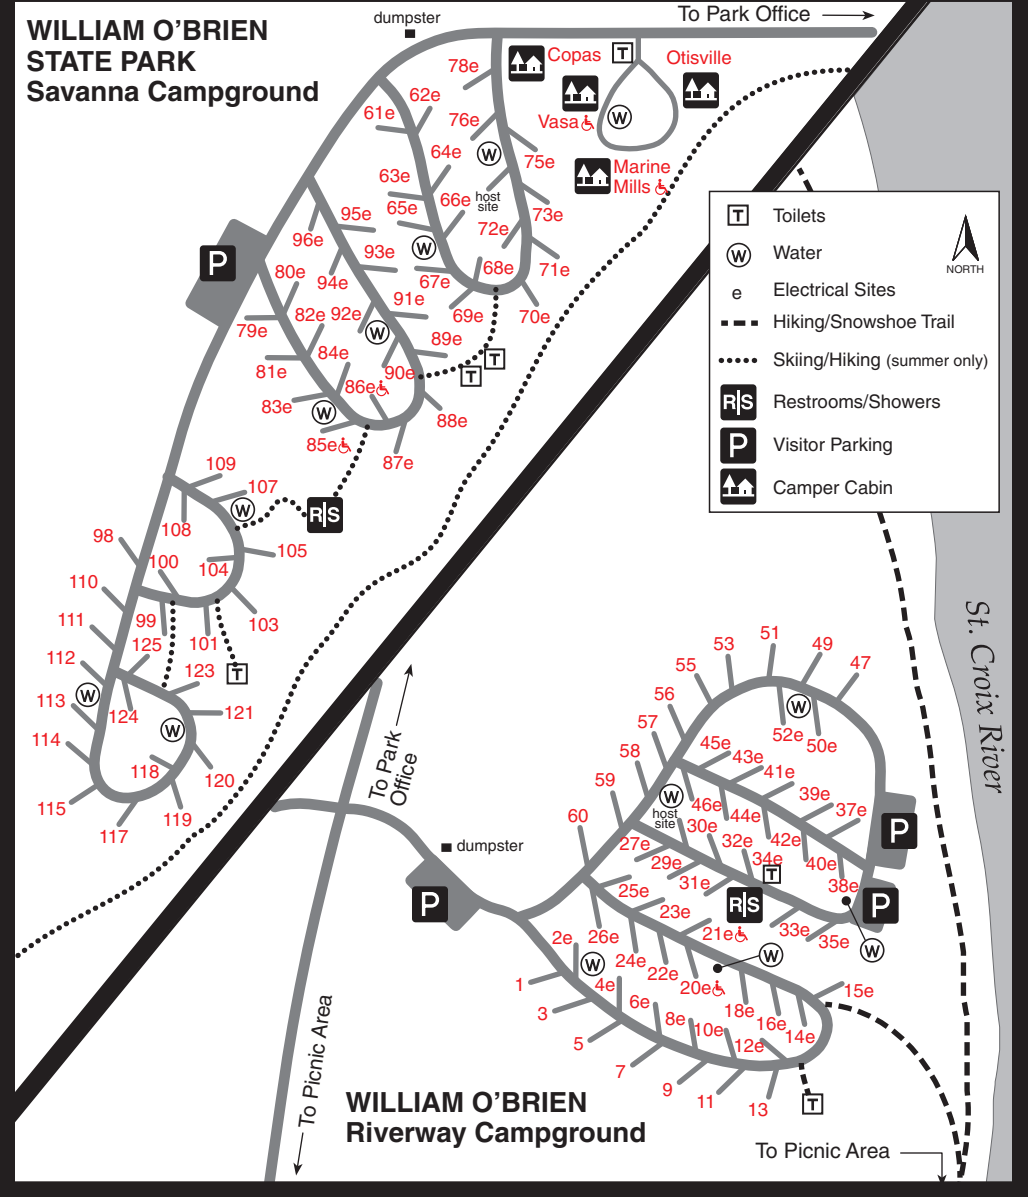 WILLIAM O’BRIEN
STATE PARK
Savanna Campground
dumpster
To Park Office
78e
Copas
T
Otisville
62e
61e
76e
Vasa
W
64e
W
75e
Marine
Mills
63e
66e
host
site
65e
95e
73e
72e
96e
W
93e
P
80e
94e
67e
68e
71e
91e
82e
92e
69e
70e
79e
W
89e
84e
T
81e
90e
T
86e
83e
W
88e
85e
87e
T
Toilets
W
Water
NORTH
e
Electrical Sites
Hiking/Snowshoe Trail
Skiing/Hiking (summer only)
R|S
Restrooms/Showers
P
Visitor Parking
Camper Cabin
109
107
W
R|S
108
98
105
100
104
110
99
101
103
111
125
112
123
T
113
W
124
121
W
114
118
120
115
119
117
St. Croix River
To Park
Office
51
53
49
47
55
56
W
52e
50e
57
45e
43e
58
41e
59
W
39e
46e
44e
37e
host
site
30e
60
32e
42e
P
27e
34e
40e
dumpster
29e
T
31e
38e
25e
P
R|S
P
23e
21e
33e
35e
26e
2e
W
W
W
24e
22e
1
4e
20e
15e
6e
18e
3
16e
8e
10e
14e
5
12e
7
9
11
13
T
To Picnic Area
WILLIAM O’BRIEN
Riverway Campground
To Picnic Area